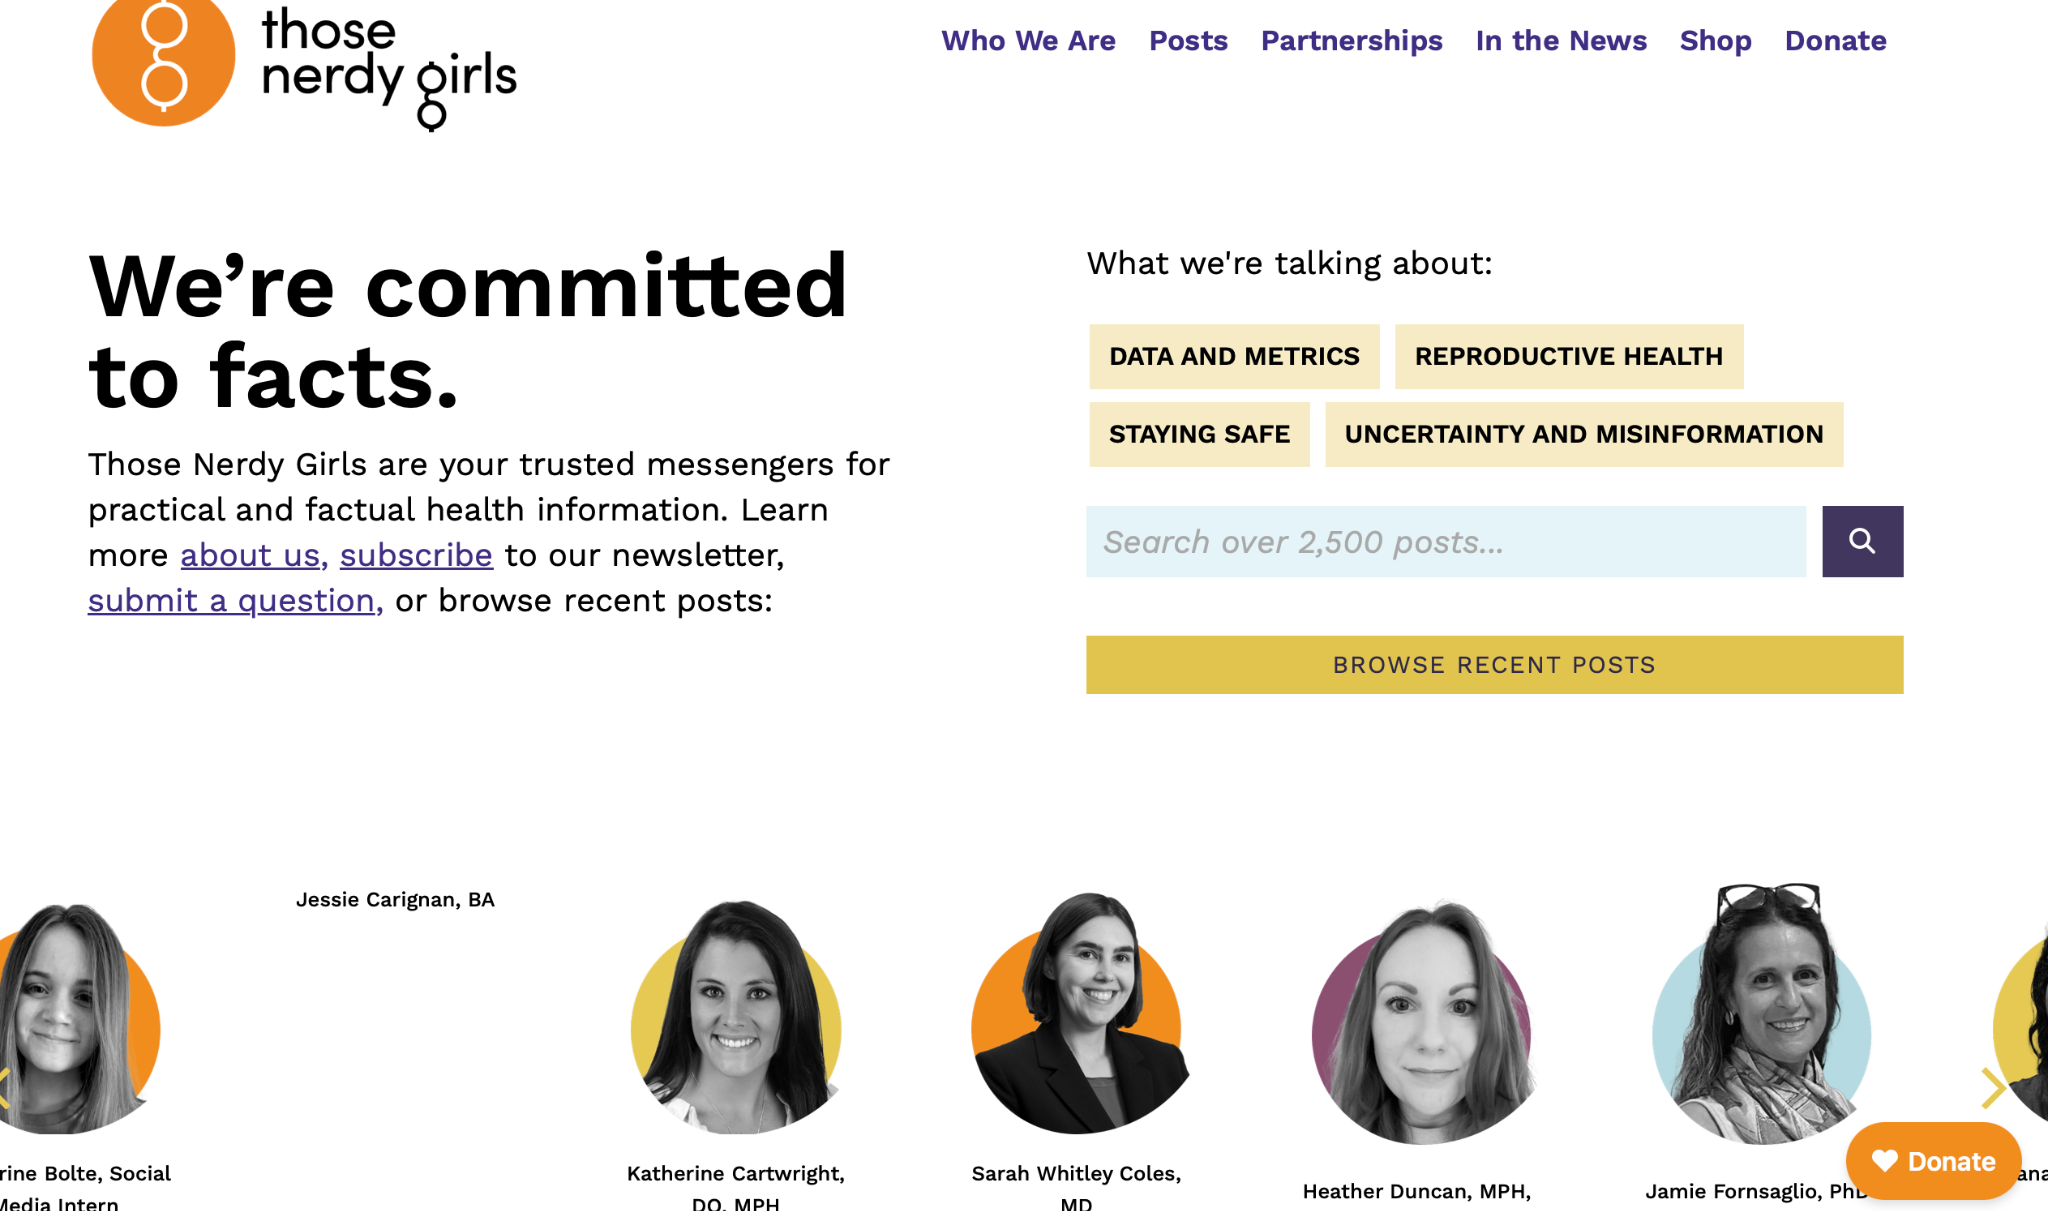 those
nerdy girls
Who We Are Posts Partnerships In the News Shop Donate
We’re committed
to facts.
Those Nerdy Girls are your trusted messengers for
practical and factual health information. Learn
more about us, subscribe to our newsletter,
submit a question, or browse recent posts:
What we're talking about:
DATA AND METRICS REPRODUCTIVE HEALTH
STAYING SAFE UNCERTAINTY AND MISINFORMATION
Search over 2,500 posts...
BROWSE RECENT POSTS
Jessie Carignan, BA
Bolte, Social
Media Intern
Katherine Cartwright,
DO, MPH
Sarah Whitley Coles,
MD
Heather Duncan, MPH,
Jamie Fornsaglio, PhD
Donate